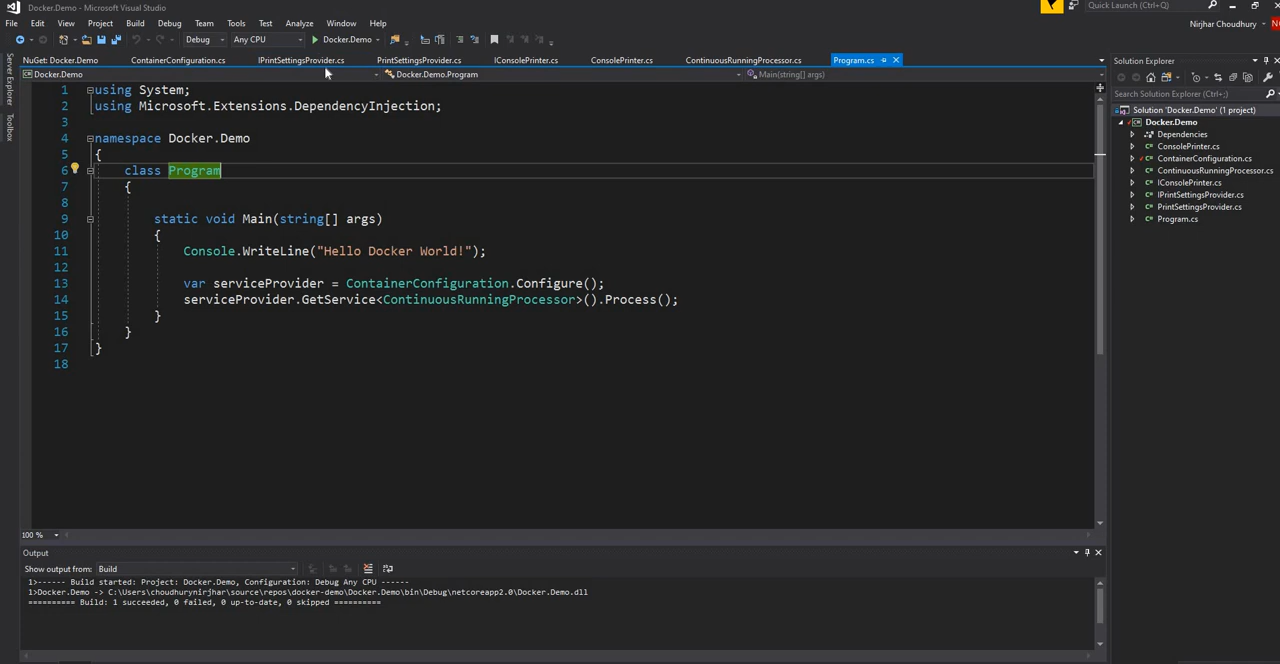 Docker.Demo - Microsoft Visual Studio
Quick Launch (Ctrl+;)
File Edit View Project Build Debug Team Tools Test Analyze Window Help
Nirjhar Choudhury
Debug Any CPU Docker.Demo
NuGet: Docker.Demo ContainerConfiguration.cs IPrintSettingsProvider.cs PrintSettingsProvider.cs IConsolePrinter.cs ConsolePrinter.cs ContinuousRunningProcessor.cs Program.cs
Docker.Demo Docker.Demo.Program Main(string[] args)
Server Explorer
Toolbox
1 using System;
2 using Microsoft.Extensions.DependencyInjection;
3
4 namespace Docker.Demo
5 {
6 class Program
7 {
8
9 static void Main(string[] args)
10 {
11 Console.WriteLine("Hello Docker World!");
12
13 var serviceProvider = ContainerConfiguration.Configure();
14 serviceProvider.GetService<ContinuousRunningProcessor>().Process();
15 }
16 }
17 }
18
100 %
Solution Explorer
Search Solution Explorer (Ctrl+;)
Solution 'Docker.Demo' (1 project)
Docker.Demo
Dependencies
C# ConsolePrinter.cs
C# ContainerConfiguration.cs
C# ContinuousRunningProcessor.cs
C# IConsolePrinter.cs
C# IPrintSettingsProvider.cs
C# PrintSettingsProvider.cs
C# Program.cs
Output
Show output from: Build
1>------ Build started: Project: Docker.Demo, Configuration: Debug Any CPU ------
1>Docker.Demo -> C:\Users\choudhurynirjhar\source\repos\docker-demo\Docker.Demo\bin\Debug\netcoreapp2.0\Docker.Demo.dll
========== Build: 1 succeeded, 0 failed, 0 up-to-date, 0 skipped ==========